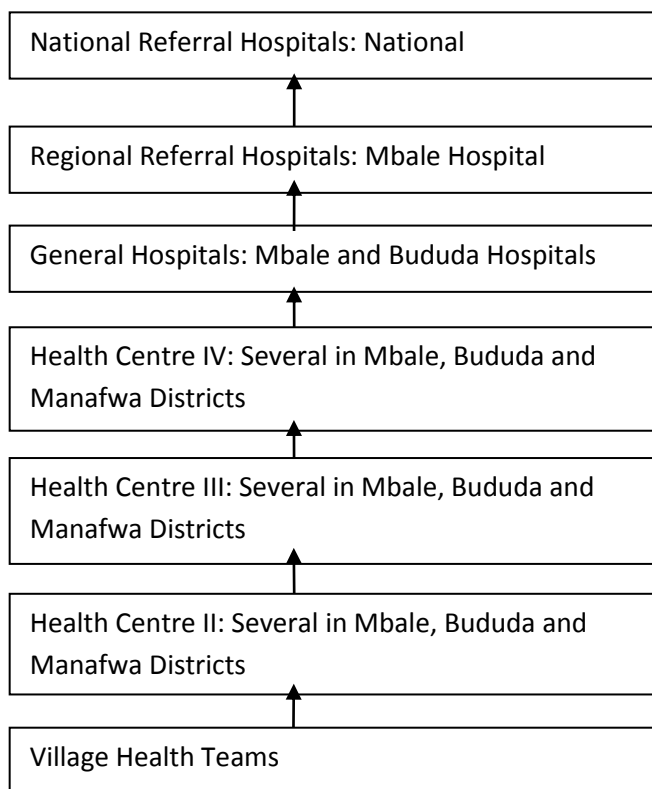 National Referral Hospitals: National
Regional Referral Hospitals: Mbale Hospital
General Hospitals: Mbale and Bududa Hospitals
Health Centre IV: Several in Mbale, Bududa and
Manafwa Districts
Health Centre III: Several in Mbale, Bududa and
Manafwa Districts
Health Centre II: Several in Mbale, Bududa and
Manafwa Districts
Village Health Teams